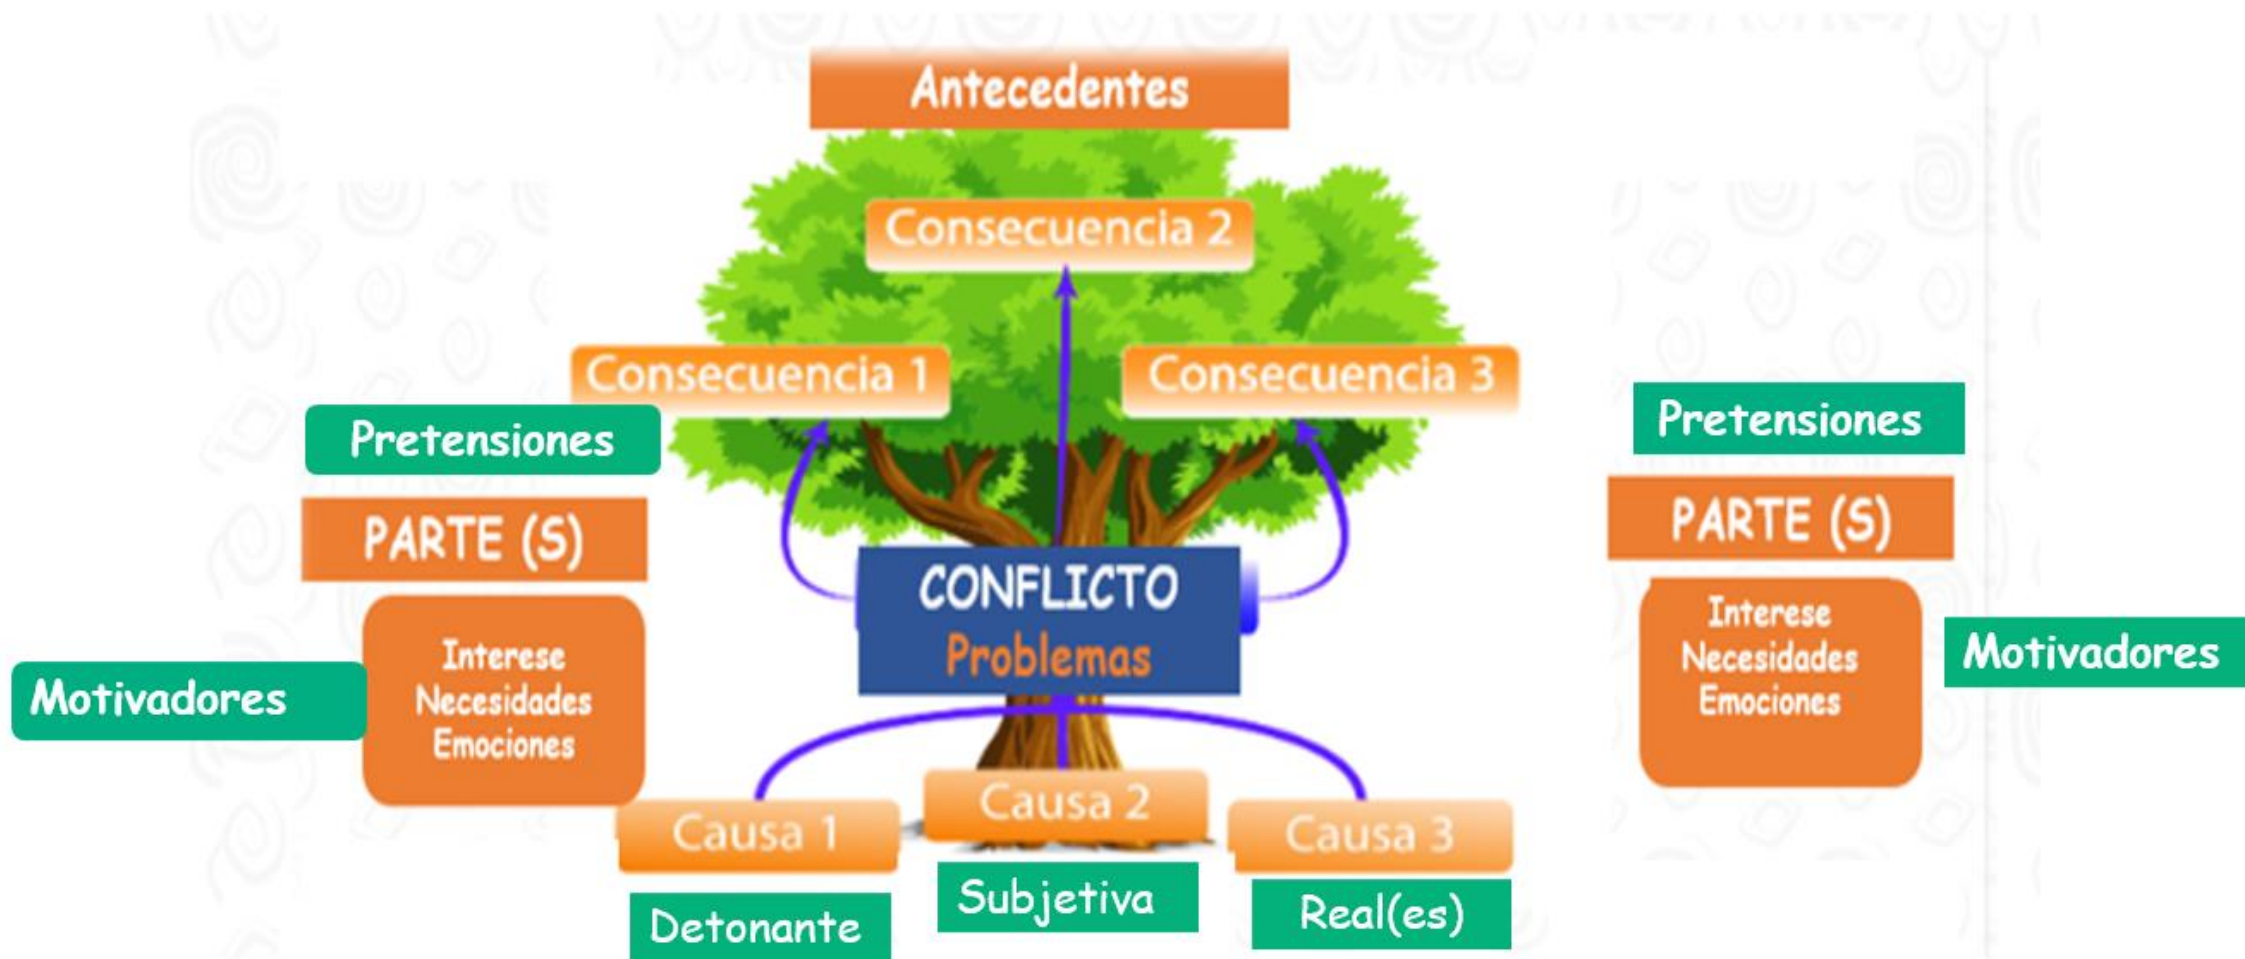 Antecedentes
Consecuencia 2
Consecuencia 1
Consecuencia 3
Pretensiones
PARTE (S)
Interese
Necesidades
Emociones
Motivadores
CONFLICTO
Problemas
Pretensiones
PARTE (S)
Interese
Necesidades
Emociones
Motivadores
Causa 1
Causa 2
Causa 3
Detonante
Subjetiva
Real(es)